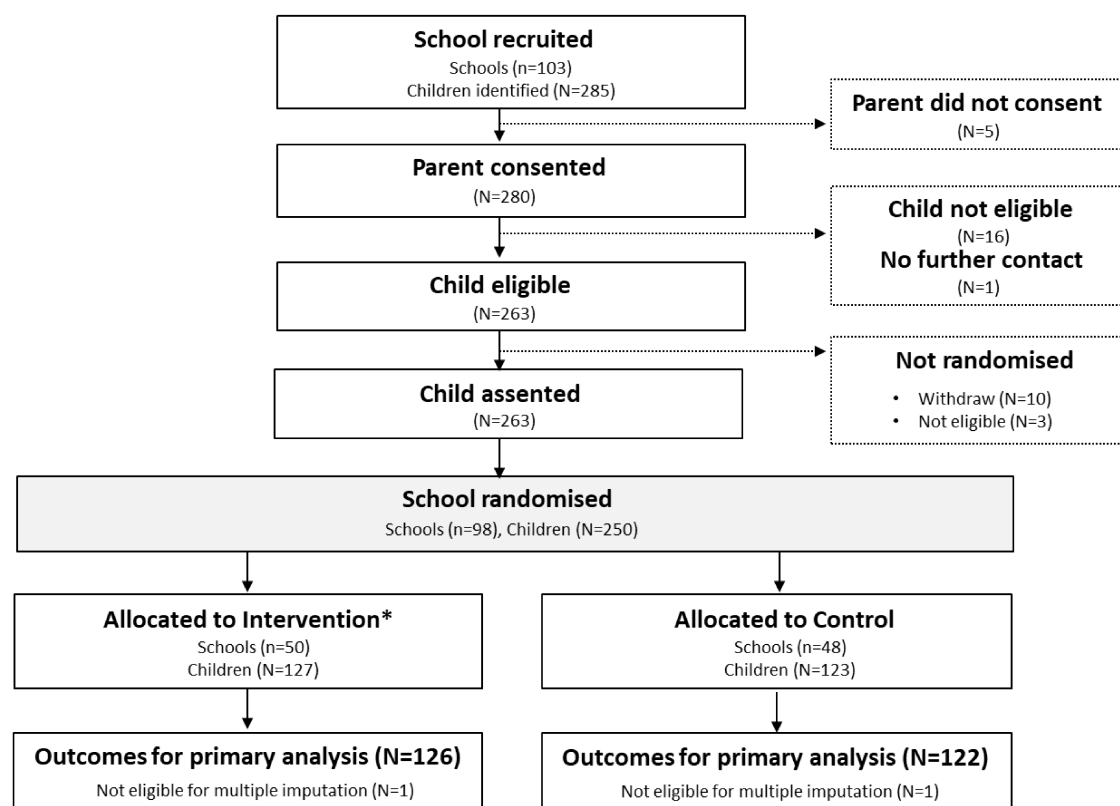 School recruited
Schools (n=103)
Children identified (N=285)
Parent did not consent
(N=5)
Parent consented
(N=280)
Child not eligible
(N=16)
No further contact
(N=1)
Child eligible
(N=263)
Not randomised
• Withdraw (N=10)
• Not eligible (N=3)
Child assented
(N=263)
School randomised
Schools (n=98), Children (N=250)
Allocated to Intervention*
Schools (n=50)
Children (N=127)
Allocated to Control
Schools (n=48)
Children (N=123)
Outcomes for primary analysis (N=126)
Not eligible for multiple imputation (N=1)
Outcomes for primary analysis (N=122)
Not eligible for multiple imputation (N=1)